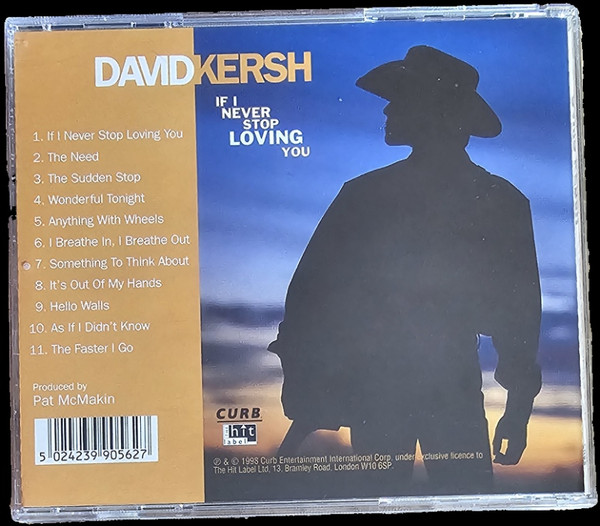 DAVID KERSH
IF I
NEVER
STOP
LOVING
YOU
1. If I Never Stop Loving You
2. The Need
3. The Sudden Stop
4. Wonderful Tonight
5. Anything With Wheels
6. I Breathe In, I Breathe Out
7. Something To Think About
8. It's Out Of My Hands
9. Hello Walls
10. As If I Didn't Know
11. The Faster I Go
Produced by
Pat McMakin
5 024239 905627
CURB
the hit
label
℗ & © 1998 Curb Entertainment International Corp. under exclusive licence to
The Hit Label Ltd, 13, Bramley Road, London W10 6SP.